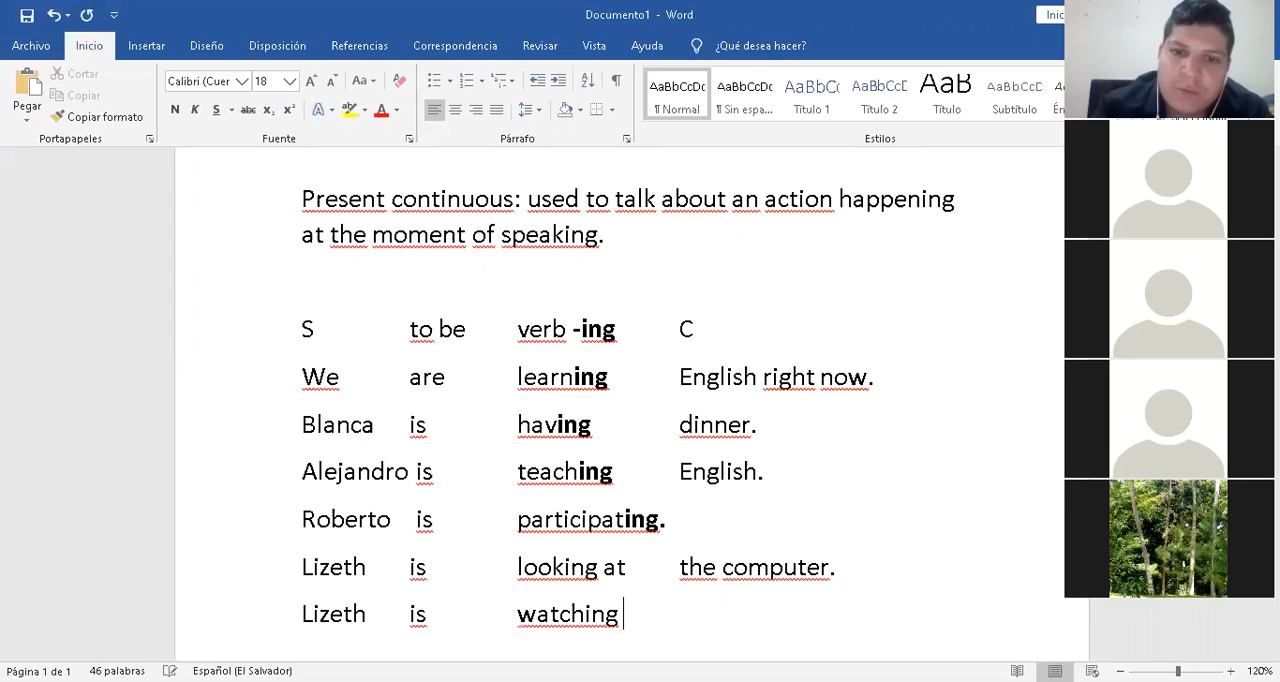 Documento1 - Word
Inic
Archivo Inicio Insertar Diseño Disposición Referencias Correspondencia Revisar Vista Ayuda ¿Qué desea hacer?
Pegar
Cortar
Copiar
Copiar formato
Portapapeles
Calibri (Cuer 18
N K S abc x₂ x²
Fuente
Párrafo
AaBbCcDc AaBbCcDc AaBbCc AaBbCcD AaB AaBbCcD
¶ Normal ¶ Sin espa... Título 1 Título 2 Título Subtítulo
Estilos
Present continuous: used to talk about an action happening
at the moment of speaking.
S to be verb -ing C
We are learning English right now.
Blanca is having dinner.
Alejandro is teaching English.
Roberto is participating.
Lizeth is looking at the computer.
Lizeth is watching
Página 1 de 1 46 palabras Español (El Salvador) 120%